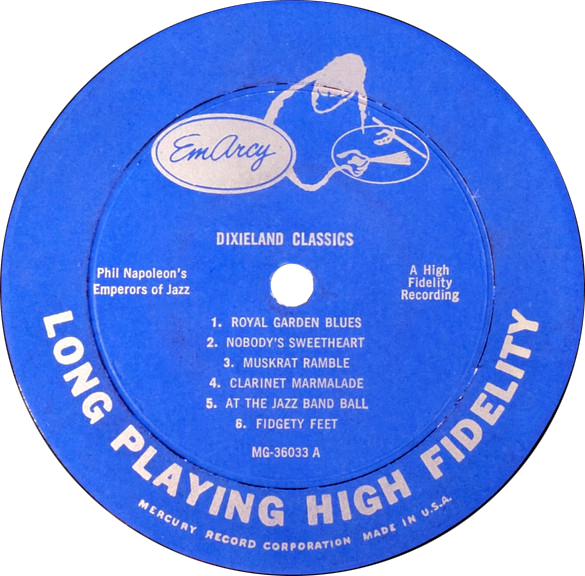 EmArcy
DIXIELAND CLASSICS
Phil Napoleon's
Emperors of Jazz
A High
Fidelity
Recording
1. ROYAL GARDEN BLUES
2. NOBODY'S SWEETHEART
3. MUSKRAT RAMBLE
4. CLARINET MARMALADE
5. AT THE JAZZ BAND BALL
6. FIDGETY FEET
MG-36033 A
LONG PLAYING HIGH FIDELITY
MERCURY RECORD CORPORATION MADE IN U.S.A.